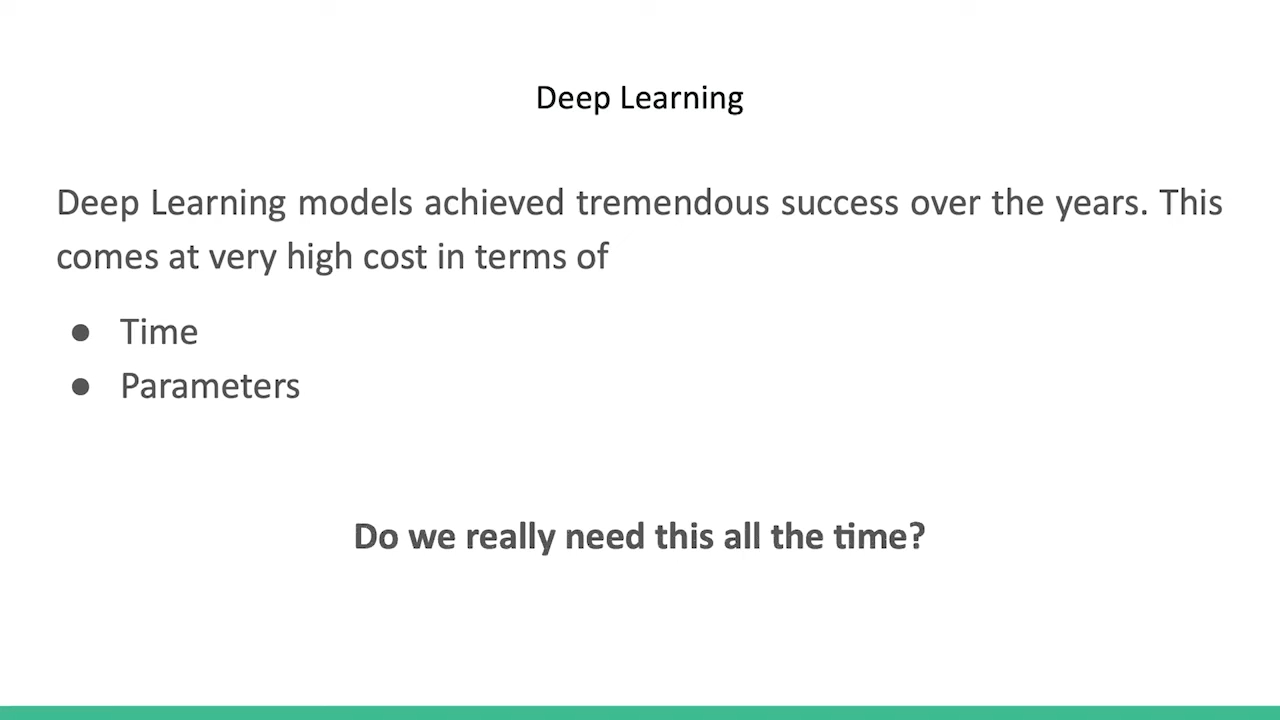 Deep Learning
Deep Learning models achieved tremendous success over the years. This
comes at very high cost in terms of
● Time
● Parameters
Do we really need this all the time?